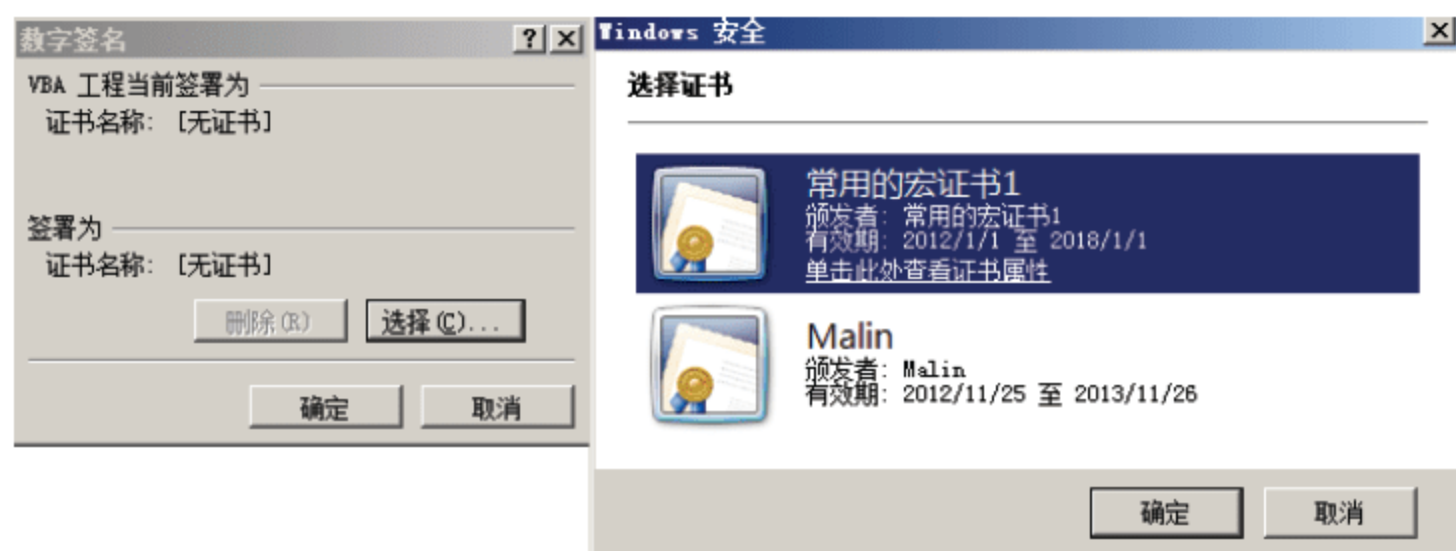 数字签名
VBA 工程当前签署为
证书名称: [无证书]
签署为
证书名称: [无证书]
删除(R)
选择(C)...
确定
取消
Windows 安全
选择证书
常用的宏证书1
颁发者: 常用的宏证书1
有效期: 2012/1/1 至 2018/1/1
单击此处查看证书属性
Malin
颁发者: Malin
有效期: 2012/11/25 至 2013/11/26
确定
取消